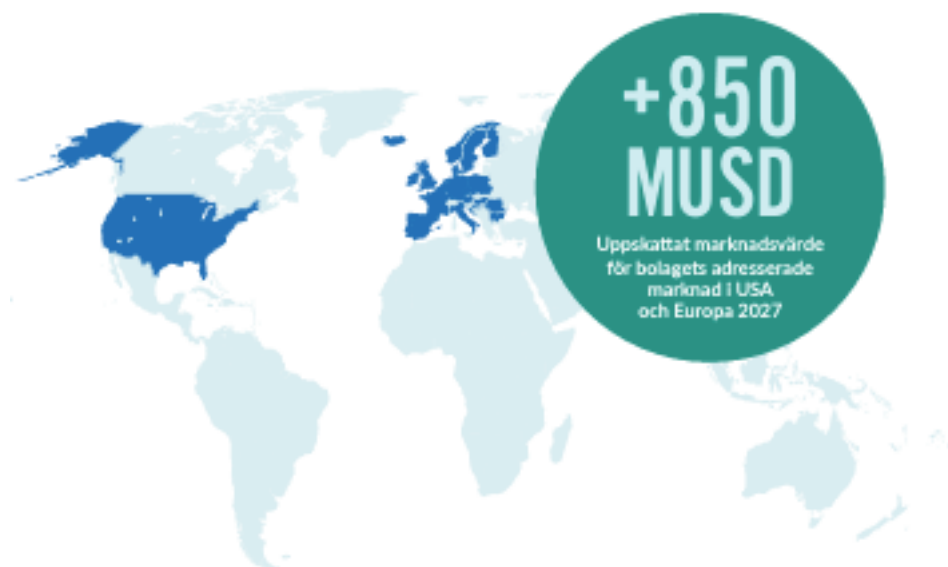 +850
MUSD
Uppskattat marknadsvärde
för bolagets adresserade
marknad i USA
och Europa 2027